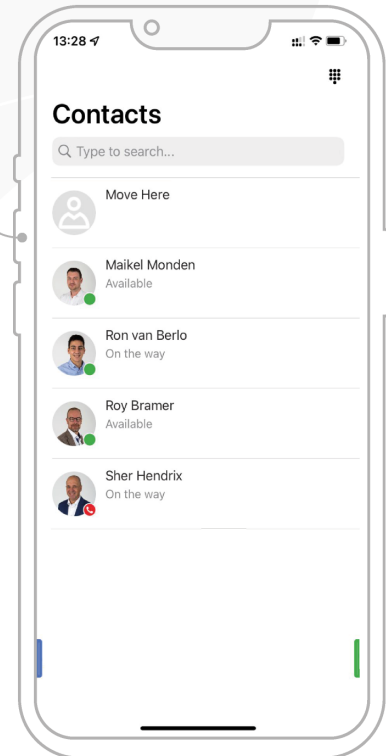 13:28
Contacts
Type to search...
Move Here
Maikel Monden
Available
Ron van Berlo
On the way
Roy Bramer
Available
Sher Hendrix
On the way